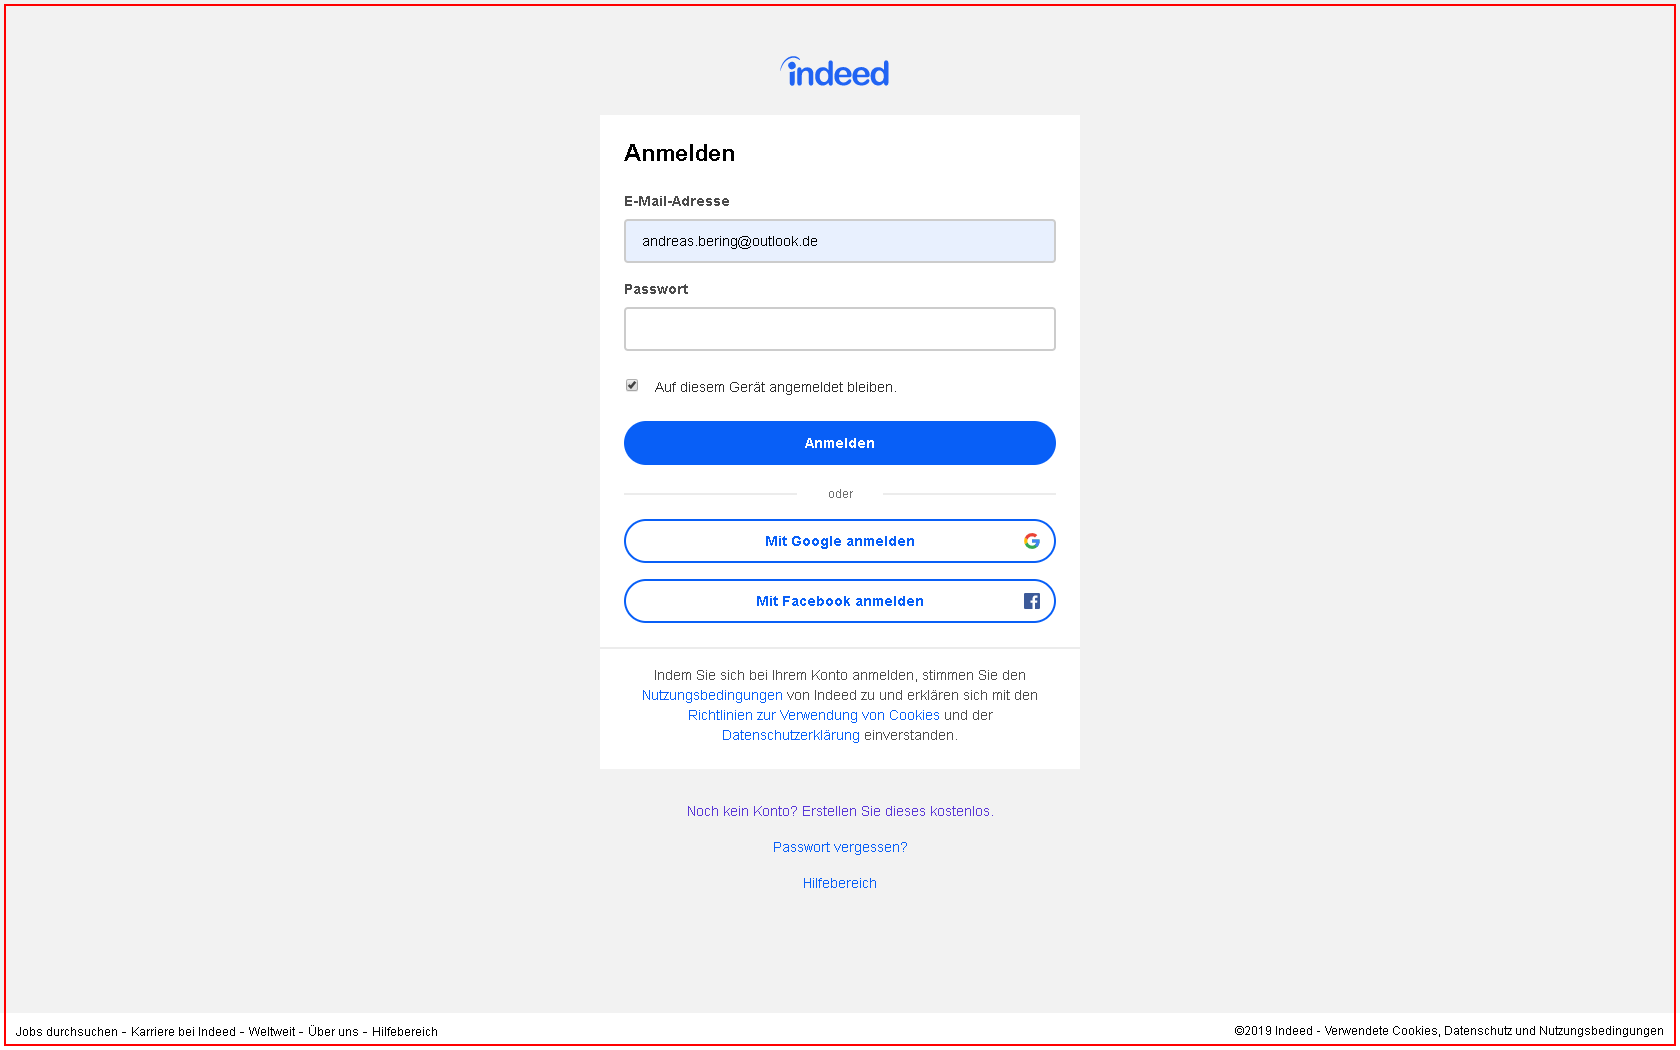 indeed
Anmelden
E-Mail-Adresse
andreas.bering@outlook.de
Passwort
Auf diesem Gerät angemeldet bleiben.
Anmelden
oder
Mit Google anmelden
Mit Facebook anmelden
Indem Sie sich bei Ihrem Konto anmelden, stimmen Sie den
Nutzungsbedingungen von Indeed zu und erklären sich mit den
Richtlinien zur Verwendung von Cookies und der
Datenschutzerklärung einverstanden.
Noch kein Konto? Erstellen Sie dieses kostenlos.
Passwort vergessen?
Hilfebereich
Jobs durchsuchen - Karriere bei Indeed - Weltweit - Über uns - Hilfebereich
©2019 Indeed - Verwendete Cookies, Datenschutz und Nutzungsbedingungen